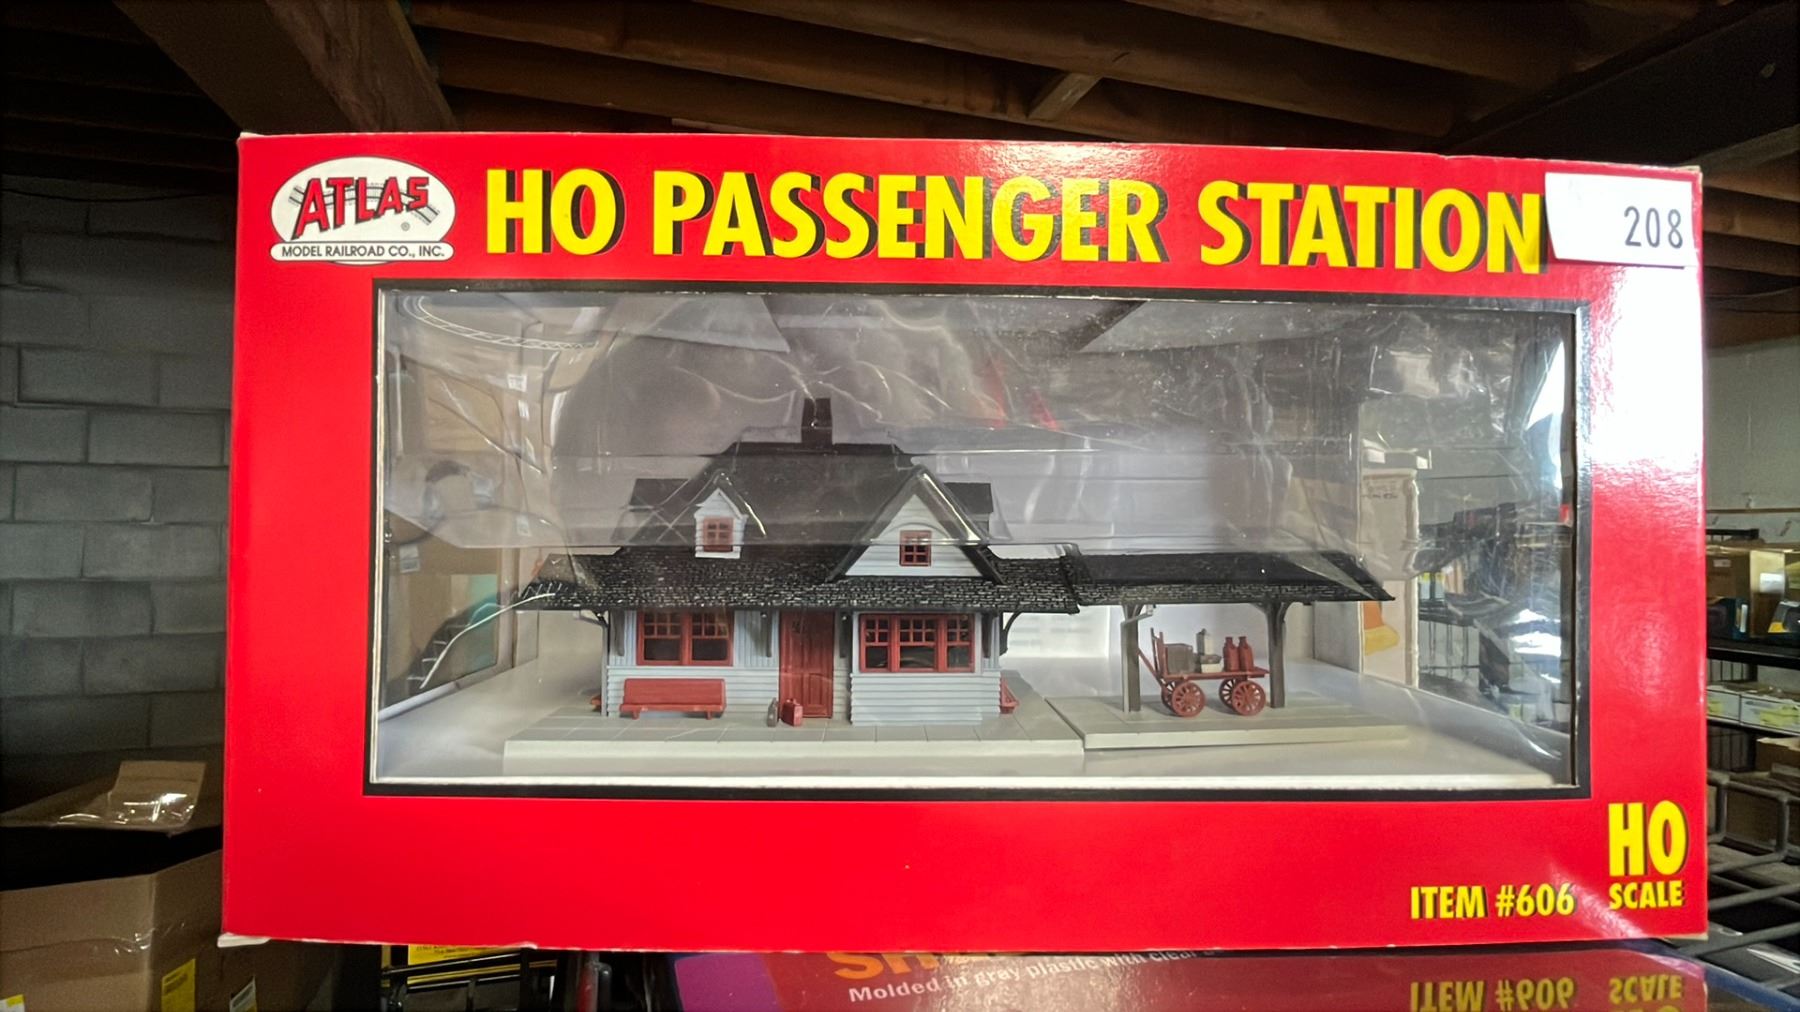 ATLAS
®
MODEL RAILROAD CO., INC.
HO PASSENGER STATION
208
HO
SCALE
ITEM #606
Molded in gray plastic with clear
ITEM #606
SCALE